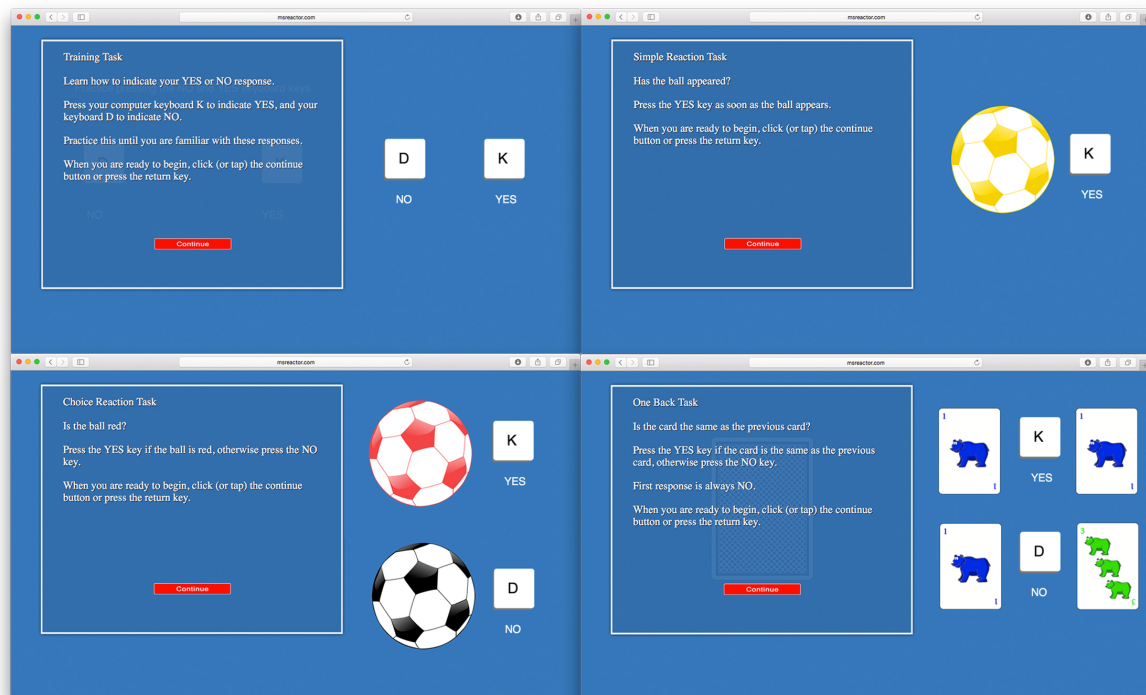 msreactor.com
Training Task
Learn how to indicate your YES or NO response.
Press your computer keyboard K to indicate YES, and your
keyboard D to indicate NO.
Practice this until you are familiar with these responses.
When you are ready to begin, click (or tap) the continue
button or press the return key.
NO YES
Continue
D K
NO YES
msreactor.com
Simple Reaction Task
Has the ball appeared?
Press the YES key as soon as the ball appears.
When you are ready to begin, click (or tap) the continue
button or press the return key.
Continue
K
YES
msreactor.com
Choice Reaction Task
Is the ball red?
Press the YES key if the ball is red, otherwise press the NO
key.
When you are ready to begin, click (or tap) the continue
button or press the return key.
Continue
K
YES
D
NO
msreactor.com
One Back Task
Is the card the same as the previous card?
Press the YES key if the card is the same as the previous
card, otherwise press the NO key.
First response is always NO.
When you are ready to begin, click (or tap) the continue
button or press the return key.
Continue
1 1
K
YES
1 1
1 3
D
NO
1 3